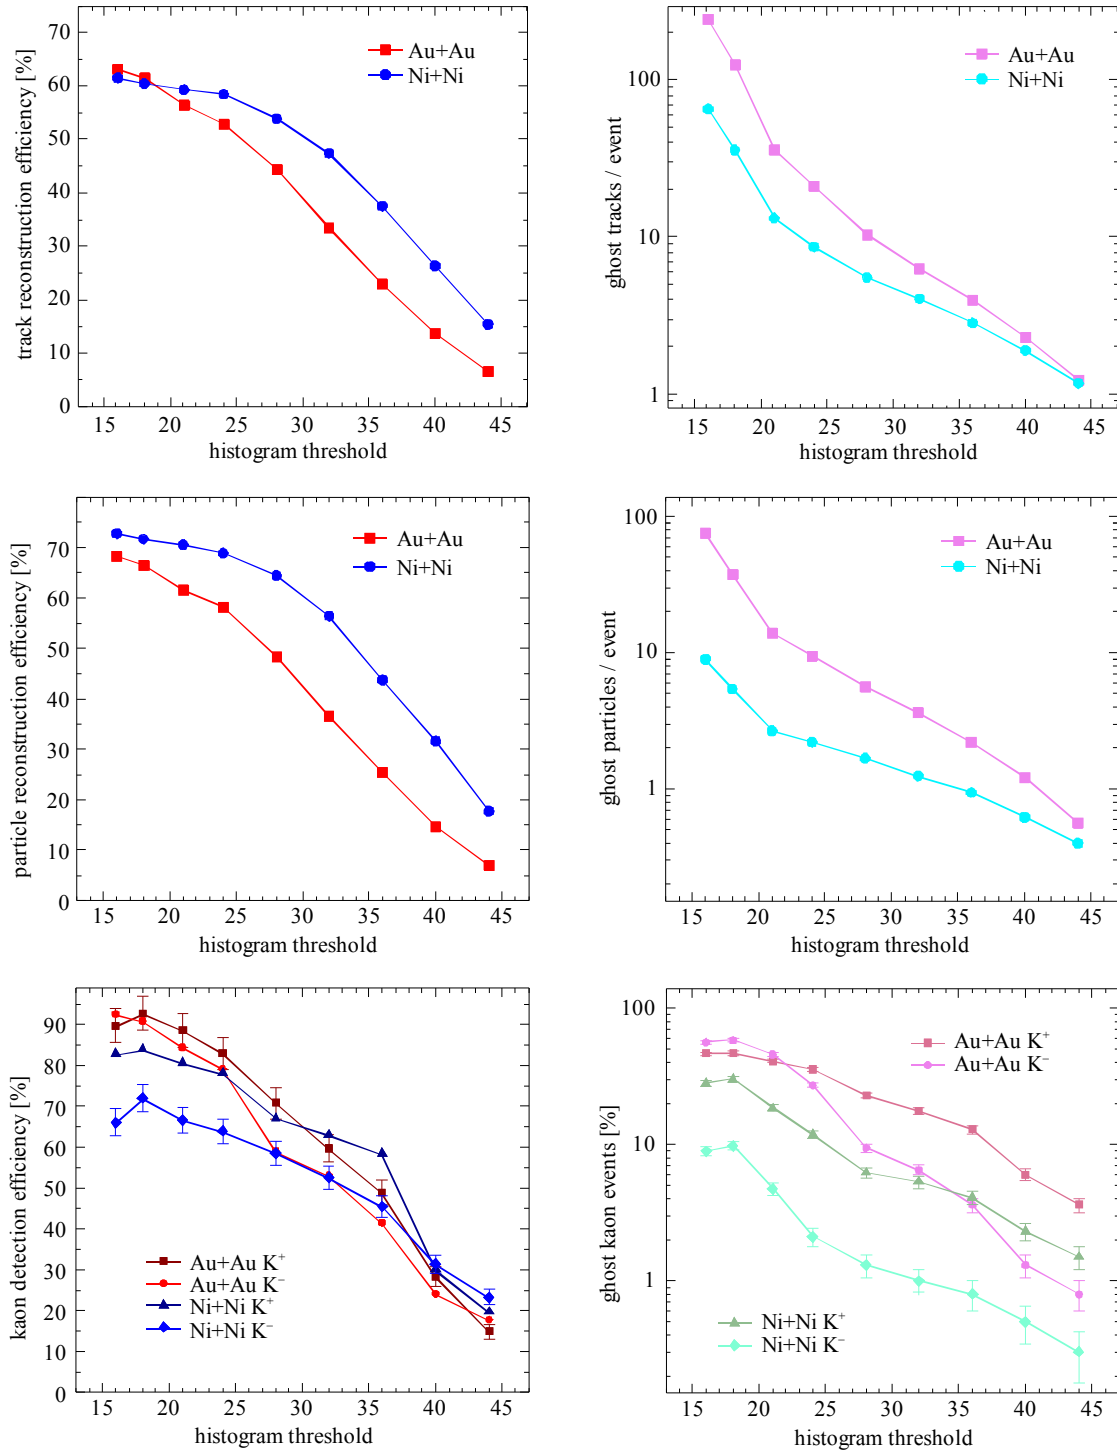 track reconstruction efficiency [%]
70
60
50
40
30
20
10
0
Au+Au
Ni+Ni
15 20 25 30 35 40 45
histogram threshold
ghost tracks / event
100
10
1
Au+Au
Ni+Ni
15 20 25 30 35 40 45
histogram threshold
particle reconstruction efficiency [%]
70
60
50
40
30
20
10
0
Au+Au
Ni+Ni
15 20 25 30 35 40 45
histogram threshold
ghost particles / event
100
10
1
Au+Au
Ni+Ni
15 20 25 30 35 40 45
histogram threshold
kaon detection efficiency [%]
90
80
70
60
50
40
30
20
10
0
Au+Au K⁺
Au+Au K⁻
Ni+Ni K⁺
Ni+Ni K⁻
15 20 25 30 35 40 45
histogram threshold
ghost kaon events [%]
100
10
1
Au+Au K⁺
Au+Au K⁻
Ni+Ni K⁺
Ni+Ni K⁻
15 20 25 30 35 40 45
histogram threshold